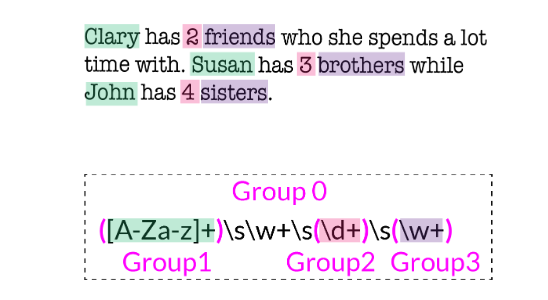 Clary has 2 friends who she spends a lot
time with. Susan has 3 brothers while
John has 4 sisters.
Group 0
([A-Za-z]+)\s\w+\s(\d+)\s(\w+)
Group1 Group2 Group3